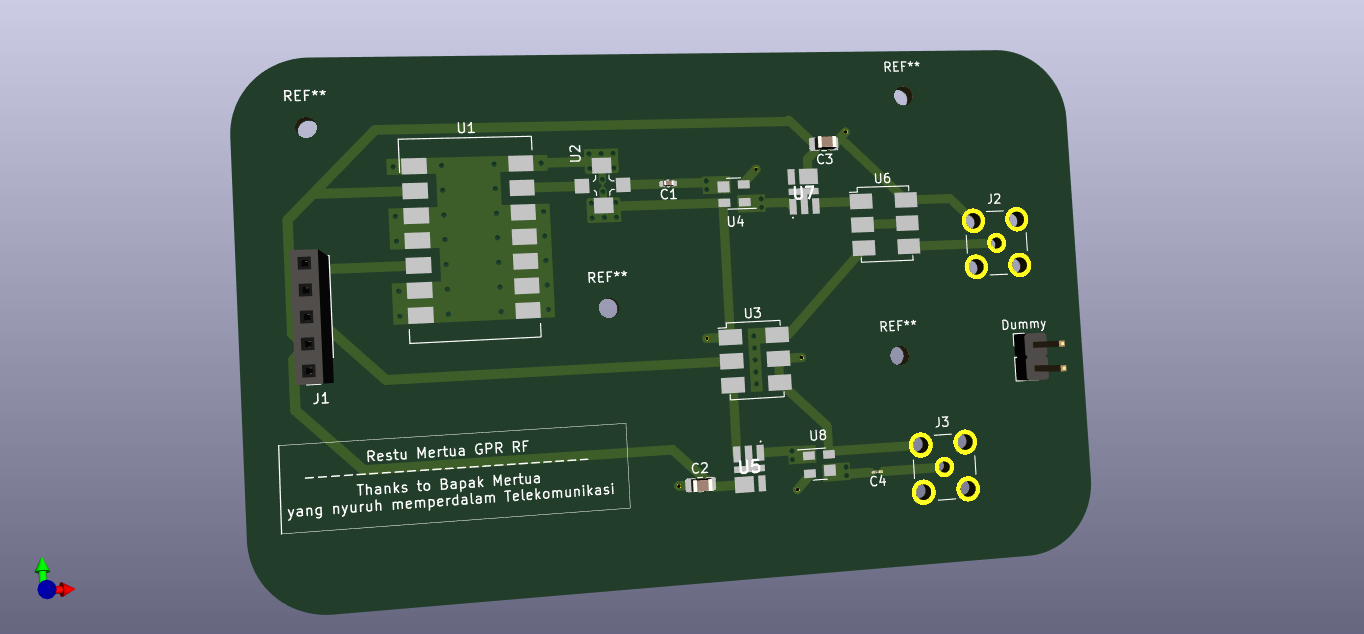 REF**
REF**
U1
U2
C3
C1
U7
U6
U4
J2
REF**
U3
REF**
Dummy
J1
J3
U8
Restu Mertua GPR RF
--------------------------
Thanks to Bapak Mertua
yang nyuruh memperdalam Telekomunikasi
C2
U5
C4